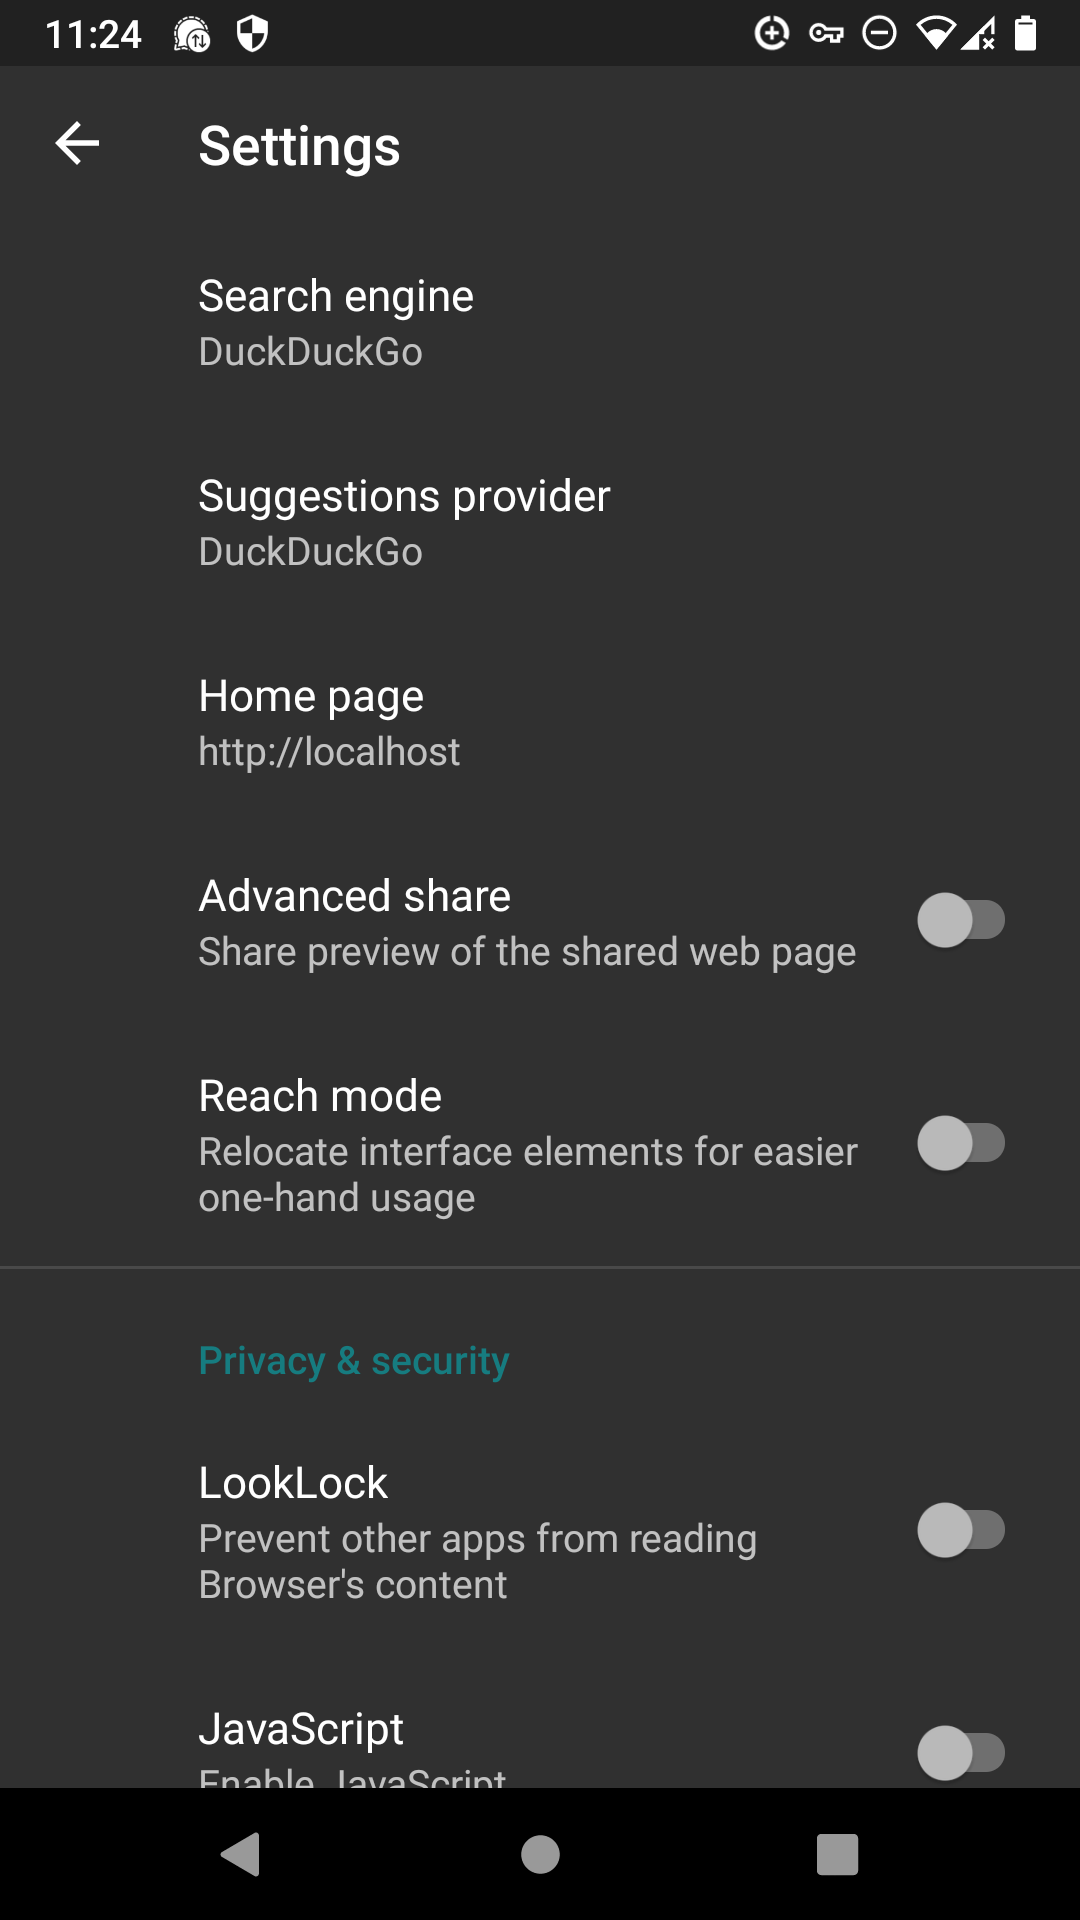 11:24
Settings
Search engine
DuckDuckGo
Suggestions provider
DuckDuckGo
Home page
http://localhost
Advanced share
Share preview of the shared web page
Reach mode
Relocate interface elements for easier
one-hand usage
Privacy & security
LookLock
Prevent other apps from reading
Browser's content
JavaScript
Enable JavaScript